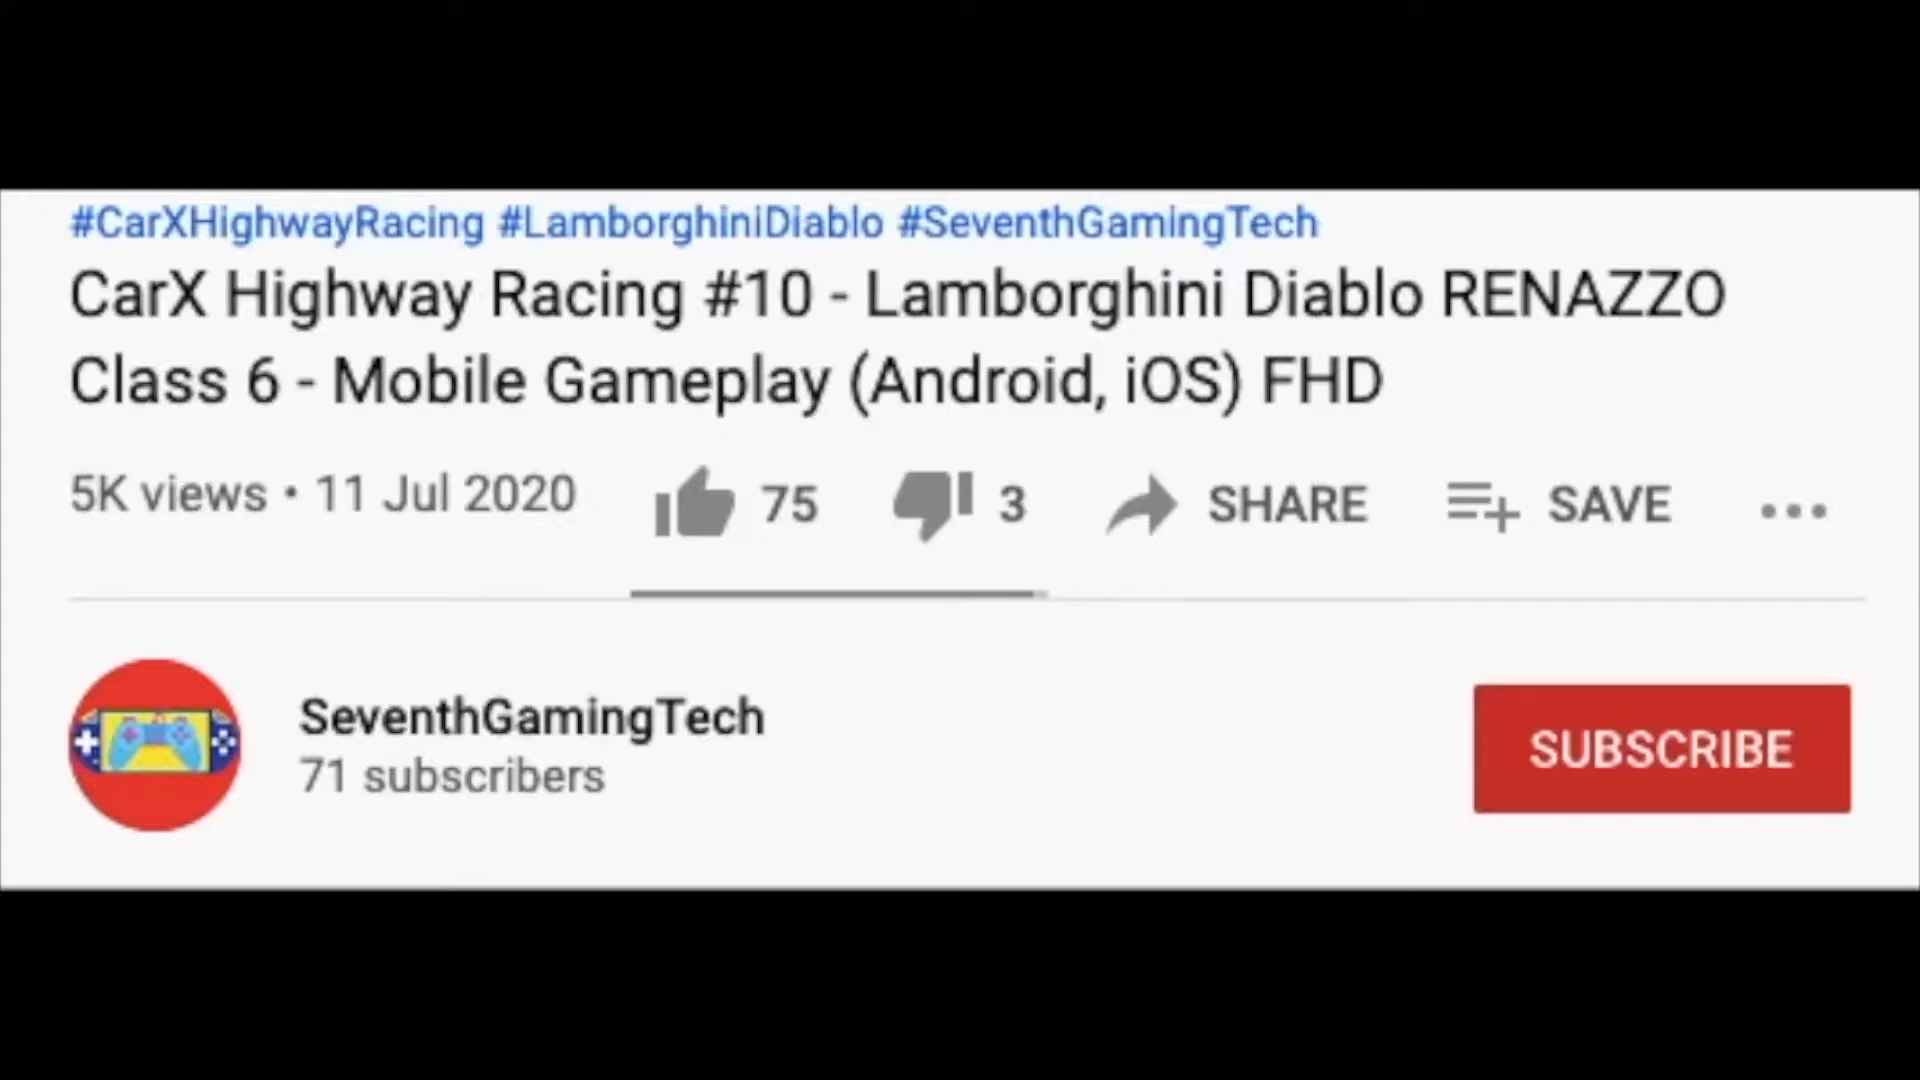 #CarXHighwayRacing #LamborghiniDiablo #SeventhGamingTech
CarX Highway Racing #10 - Lamborghini Diablo RENAZZO
Class 6 - Mobile Gameplay (Android, iOS) FHD
5K views • 11 Jul 2020 75 3 SHARE SAVE ...
SeventhGamingTech
71 subscribers
SUBSCRIBE